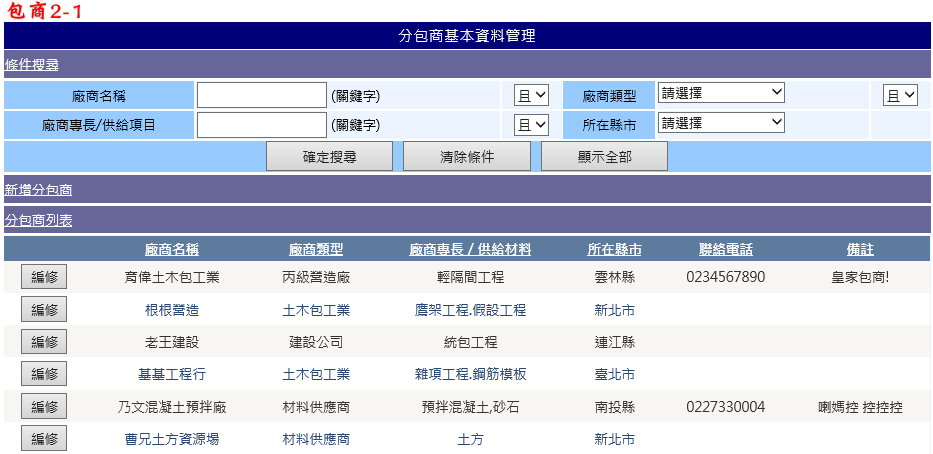 包商2-1
分包商基本資料管理
條件搜尋
廠商名稱 (關鍵字) 且 廠商類型 請選擇 且
廠商專長/供給項目 (關鍵字) 且 所在縣市 請選擇
確定搜尋 清除條件 顯示全部
新增分包商
分包商列表
廠商名稱 廠商類型 廠商專長 / 供給材料 所在縣市 聯絡電話 備註
編修 育偉土木包工業 丙級營造廠 輕隔間工程 雲林縣 0234567890 皇家包商!
編修 根根營造 土木包工業 鷹架工程.假設工程 新北市
編修 老王建設 建設公司 統包工程 連江縣
編修 基基工程行 土木包工業 雜項工程.鋼筋模板 臺北市
編修 乃文混凝土預拌廠 材料供應商 預拌混凝土,砂石 南投縣 0227330004 喇媽控 控控控
編修 曹兄土方資源場 材料供應商 土方 新北市